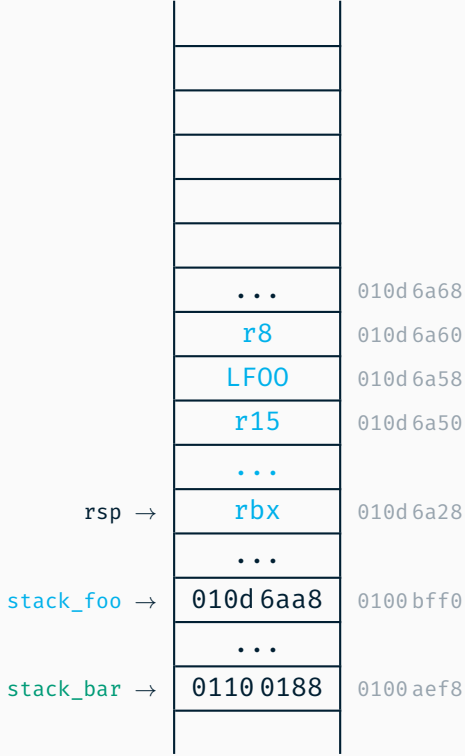 ... 010d 6a68
r8 010d 6a60
LFOO 010d 6a58
r15 010d 6a50
...
rsp → rbx 010d 6a28
...
stack_foo → 010d 6aa8 0100 bff0
...
stack_bar → 0110 0188 0100 aef8